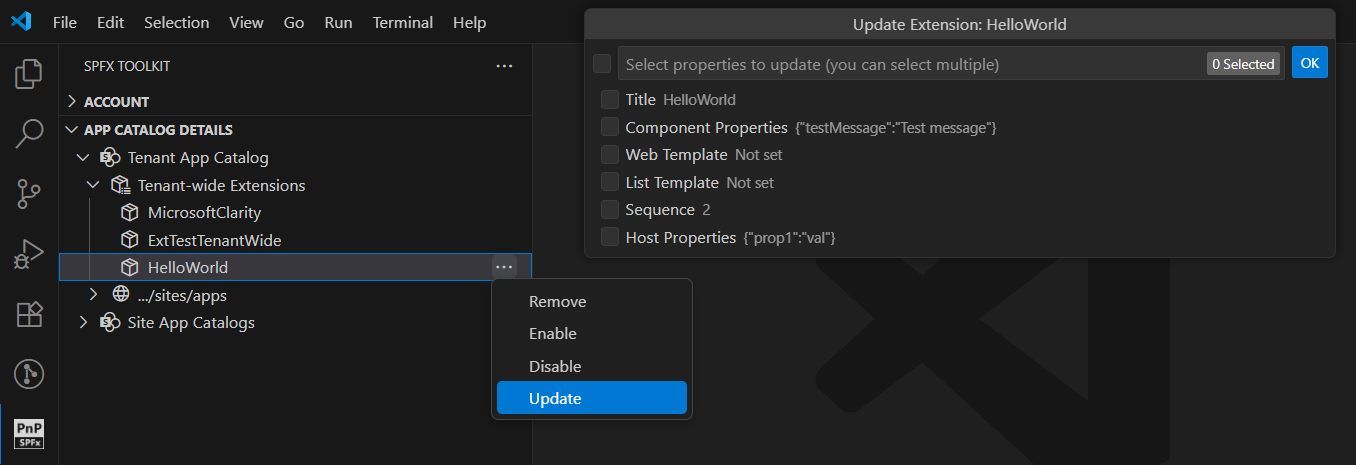 File Edit Selection View Go Run Terminal Help
Update Extension: HelloWorld
Select properties to update (you can select multiple) 0 Selected OK
Title HelloWorld
Component Properties {"testMessage":"Test message"}
Web Template Not set
List Template Not set
Sequence 2
Host Properties {"prop1":"val"}
SPFX TOOLKIT ···
ACCOUNT
APP CATALOG DETAILS
Tenant App Catalog
Tenant-wide Extensions
MicrosoftClarity
ExtTestTenantWide
HelloWorld ···
.../sites/apps
Site App Catalogs
Remove
Enable
Disable
Update
PnP
SPFx